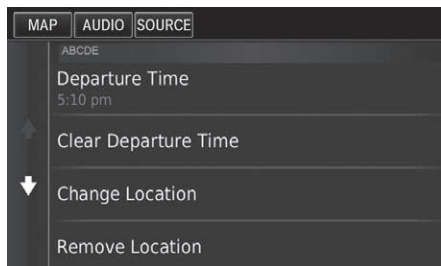 MAP AUDIO SOURCE
ABCDE
Departure Time
5:10 pm
Clear Departure Time
Change Location
Remove Location